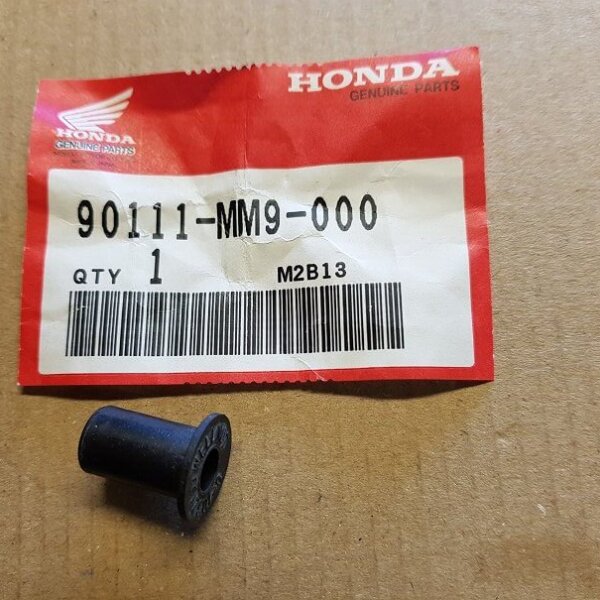 HONDA
GENUINE PARTS
HONDA
GENUINE PARTS
90111-MM9-000
QTY 1 M2B13